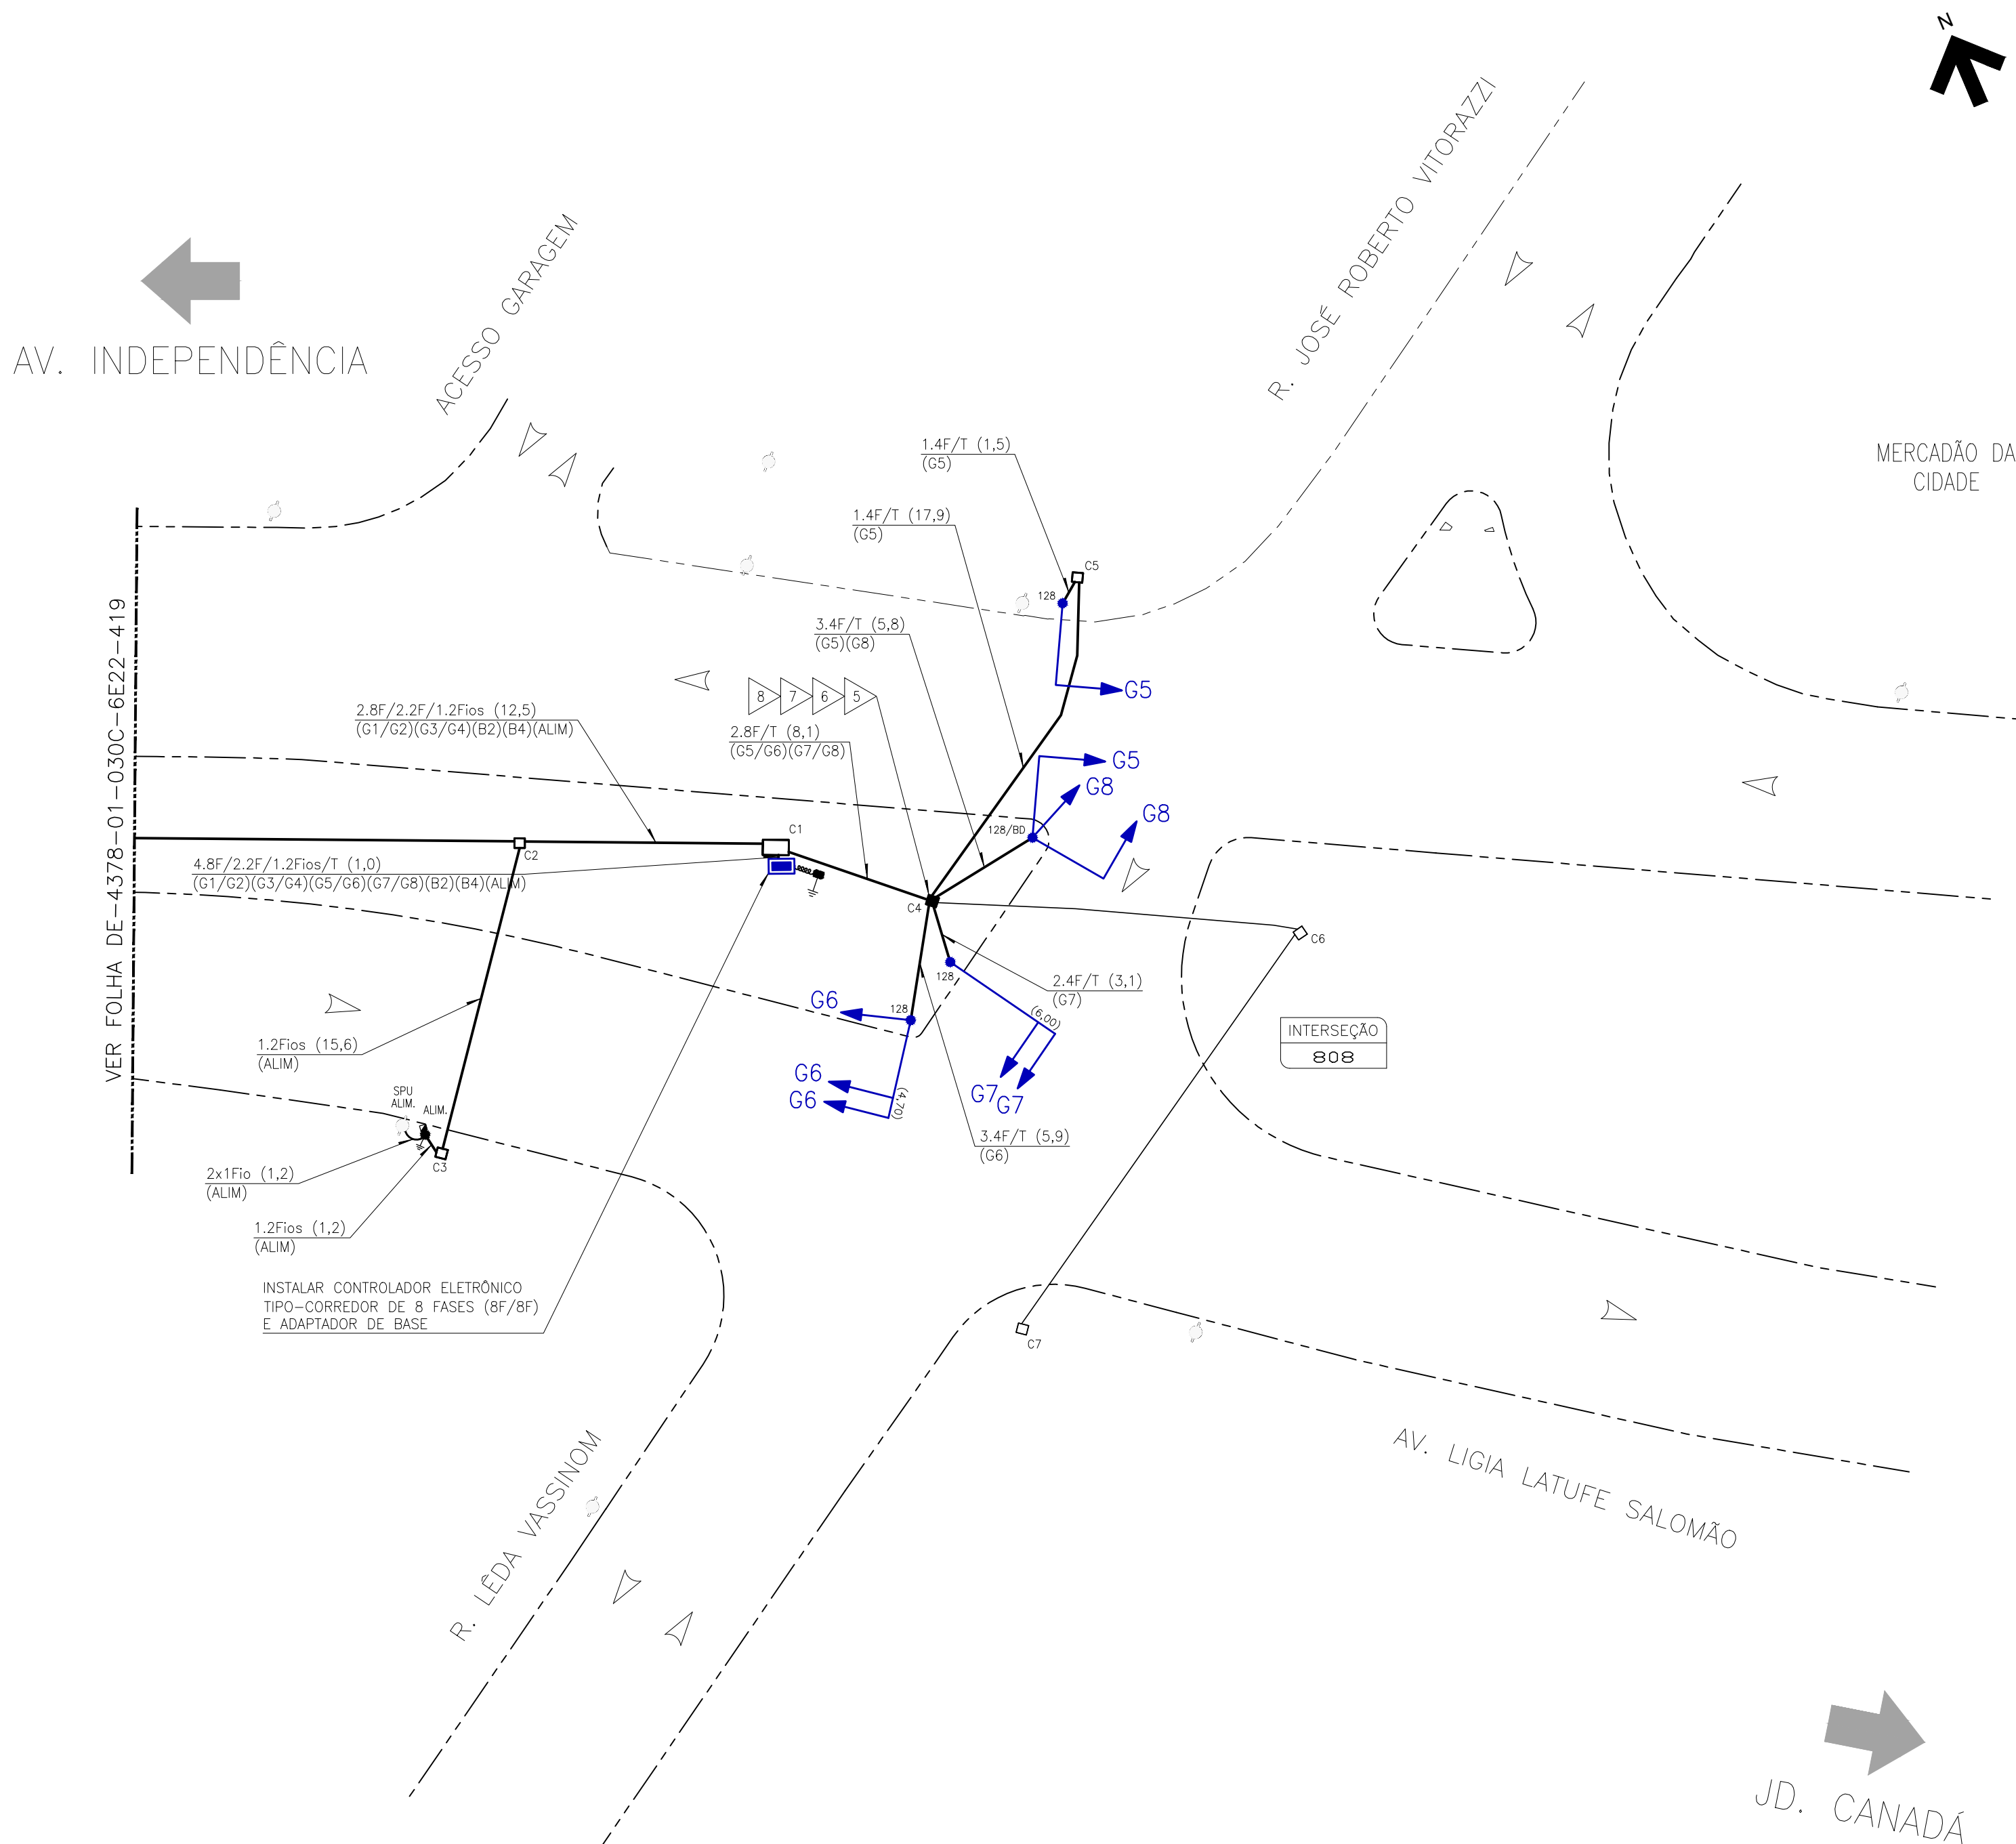 N
R. JOSÉ ROBERTO VITORAZZI
ACESSO GARAGEM
AV. INDEPENDÊNCIA
MERCADÃO DA
CIDADE
1.4F/T (1,5)
(G5)
1.4F/T (17,9)
(G5)
C5
128
3.4F/T (5,8)
(G5)(G8)
G5
8 7 6 5
2.8F/2.2F/1.2Fios (12,5)
(G1/G2)(G3/G4)(B2)(B4)(ALIM)
2.8F/T (8,1)
(G5/G6)(G7/G8)
G5
G8
G8
128/BD
C1
C2
4.8F/2.2F/1.2Fios/T (1,0)
(G1/G2)(G3/G4)(G5/G6)(G7/G8)(B2)(B4)(ALIM)
VER FOLHA DE-4378-01-030C-6E22-419
C4
C6
128
2.4F/T (3,1)
(G7)
G6
128
(6,00)
INTERSEÇÃO
808
1.2Fios (15,6)
(ALIM)
G6
G6
(4,70)
G7
G7
SPU
ALIM.
ALIM.
3.4F/T (5,9)
(G6)
C3
2x1Fio (1,2)
(ALIM)
1.2Fios (1,2)
(ALIM)
INSTALAR CONTROLADOR ELETRÔNICO
TIPO-CORREDOR DE 8 FASES (8F/8F)
E ADAPTADOR DE BASE
C7
AV. LIGIA LATUFE SALOMÃO
R. LÊDA VASSINOM
JD. CANADÁ